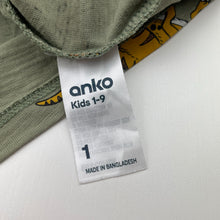 anko
Kids 1-9
1
MADE IN BANGLADESH